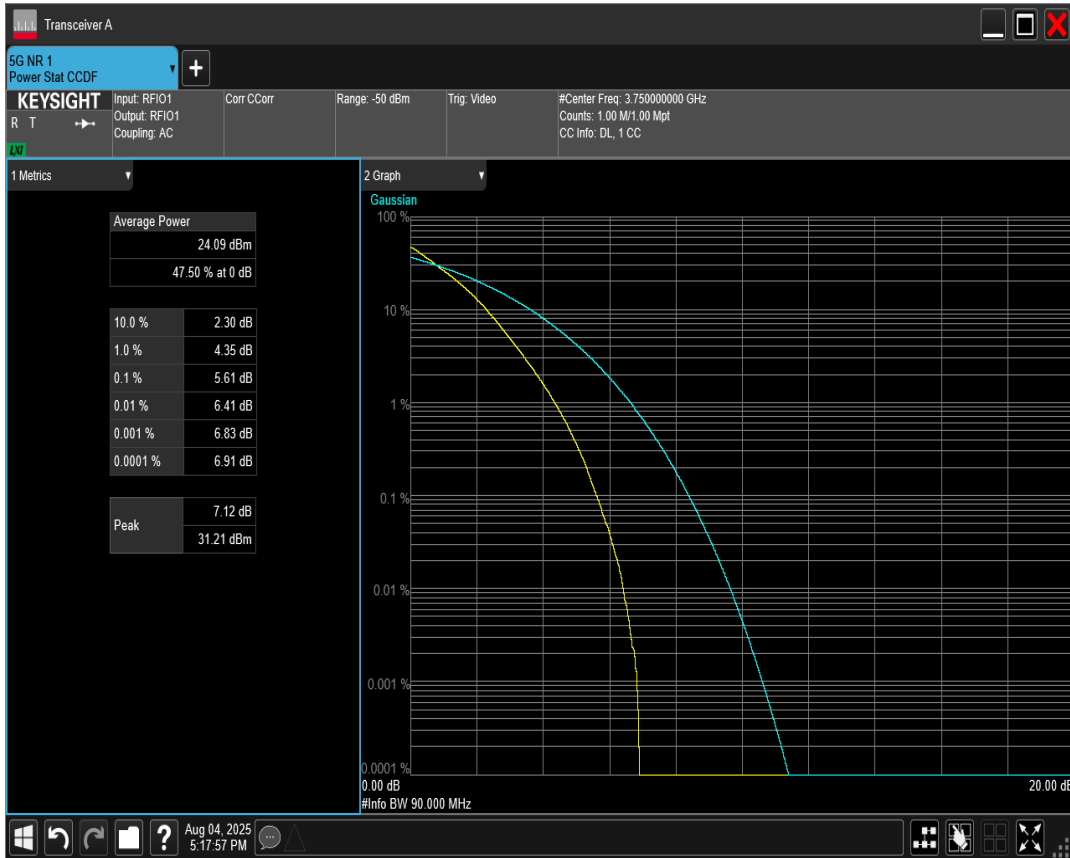 Transceiver A
5G NR 1
Power Stat CCDF
KEYSIGHT
R T
LXI
Input: RFIO1
Output: RFIO1
Coupling: AC
Corr CCorr
Range: -50 dBm
Trig: Video
#Center Freq: 3.750000000 GHz
Counts: 1.00 M/1.00 Mpt
CC Info: DL, 1 CC
1 Metrics
Average Power
24.09 dBm
47.50 % at 0 dB
10.0 % 2.30 dB
1.0 % 4.35 dB
0.1 % 5.61 dB
0.01 % 6.41 dB
0.001 % 6.83 dB
0.0001 % 6.91 dB
Peak
7.12 dB
31.21 dBm
2 Graph
Gaussian
100 %
10 %
1 %
0.1 %
0.01 %
0.001 %
0.0001 %
0.00 dB 20.00 dB
#Info BW 90.000 MHz
? Aug 04, 2025
5:17:57 PM